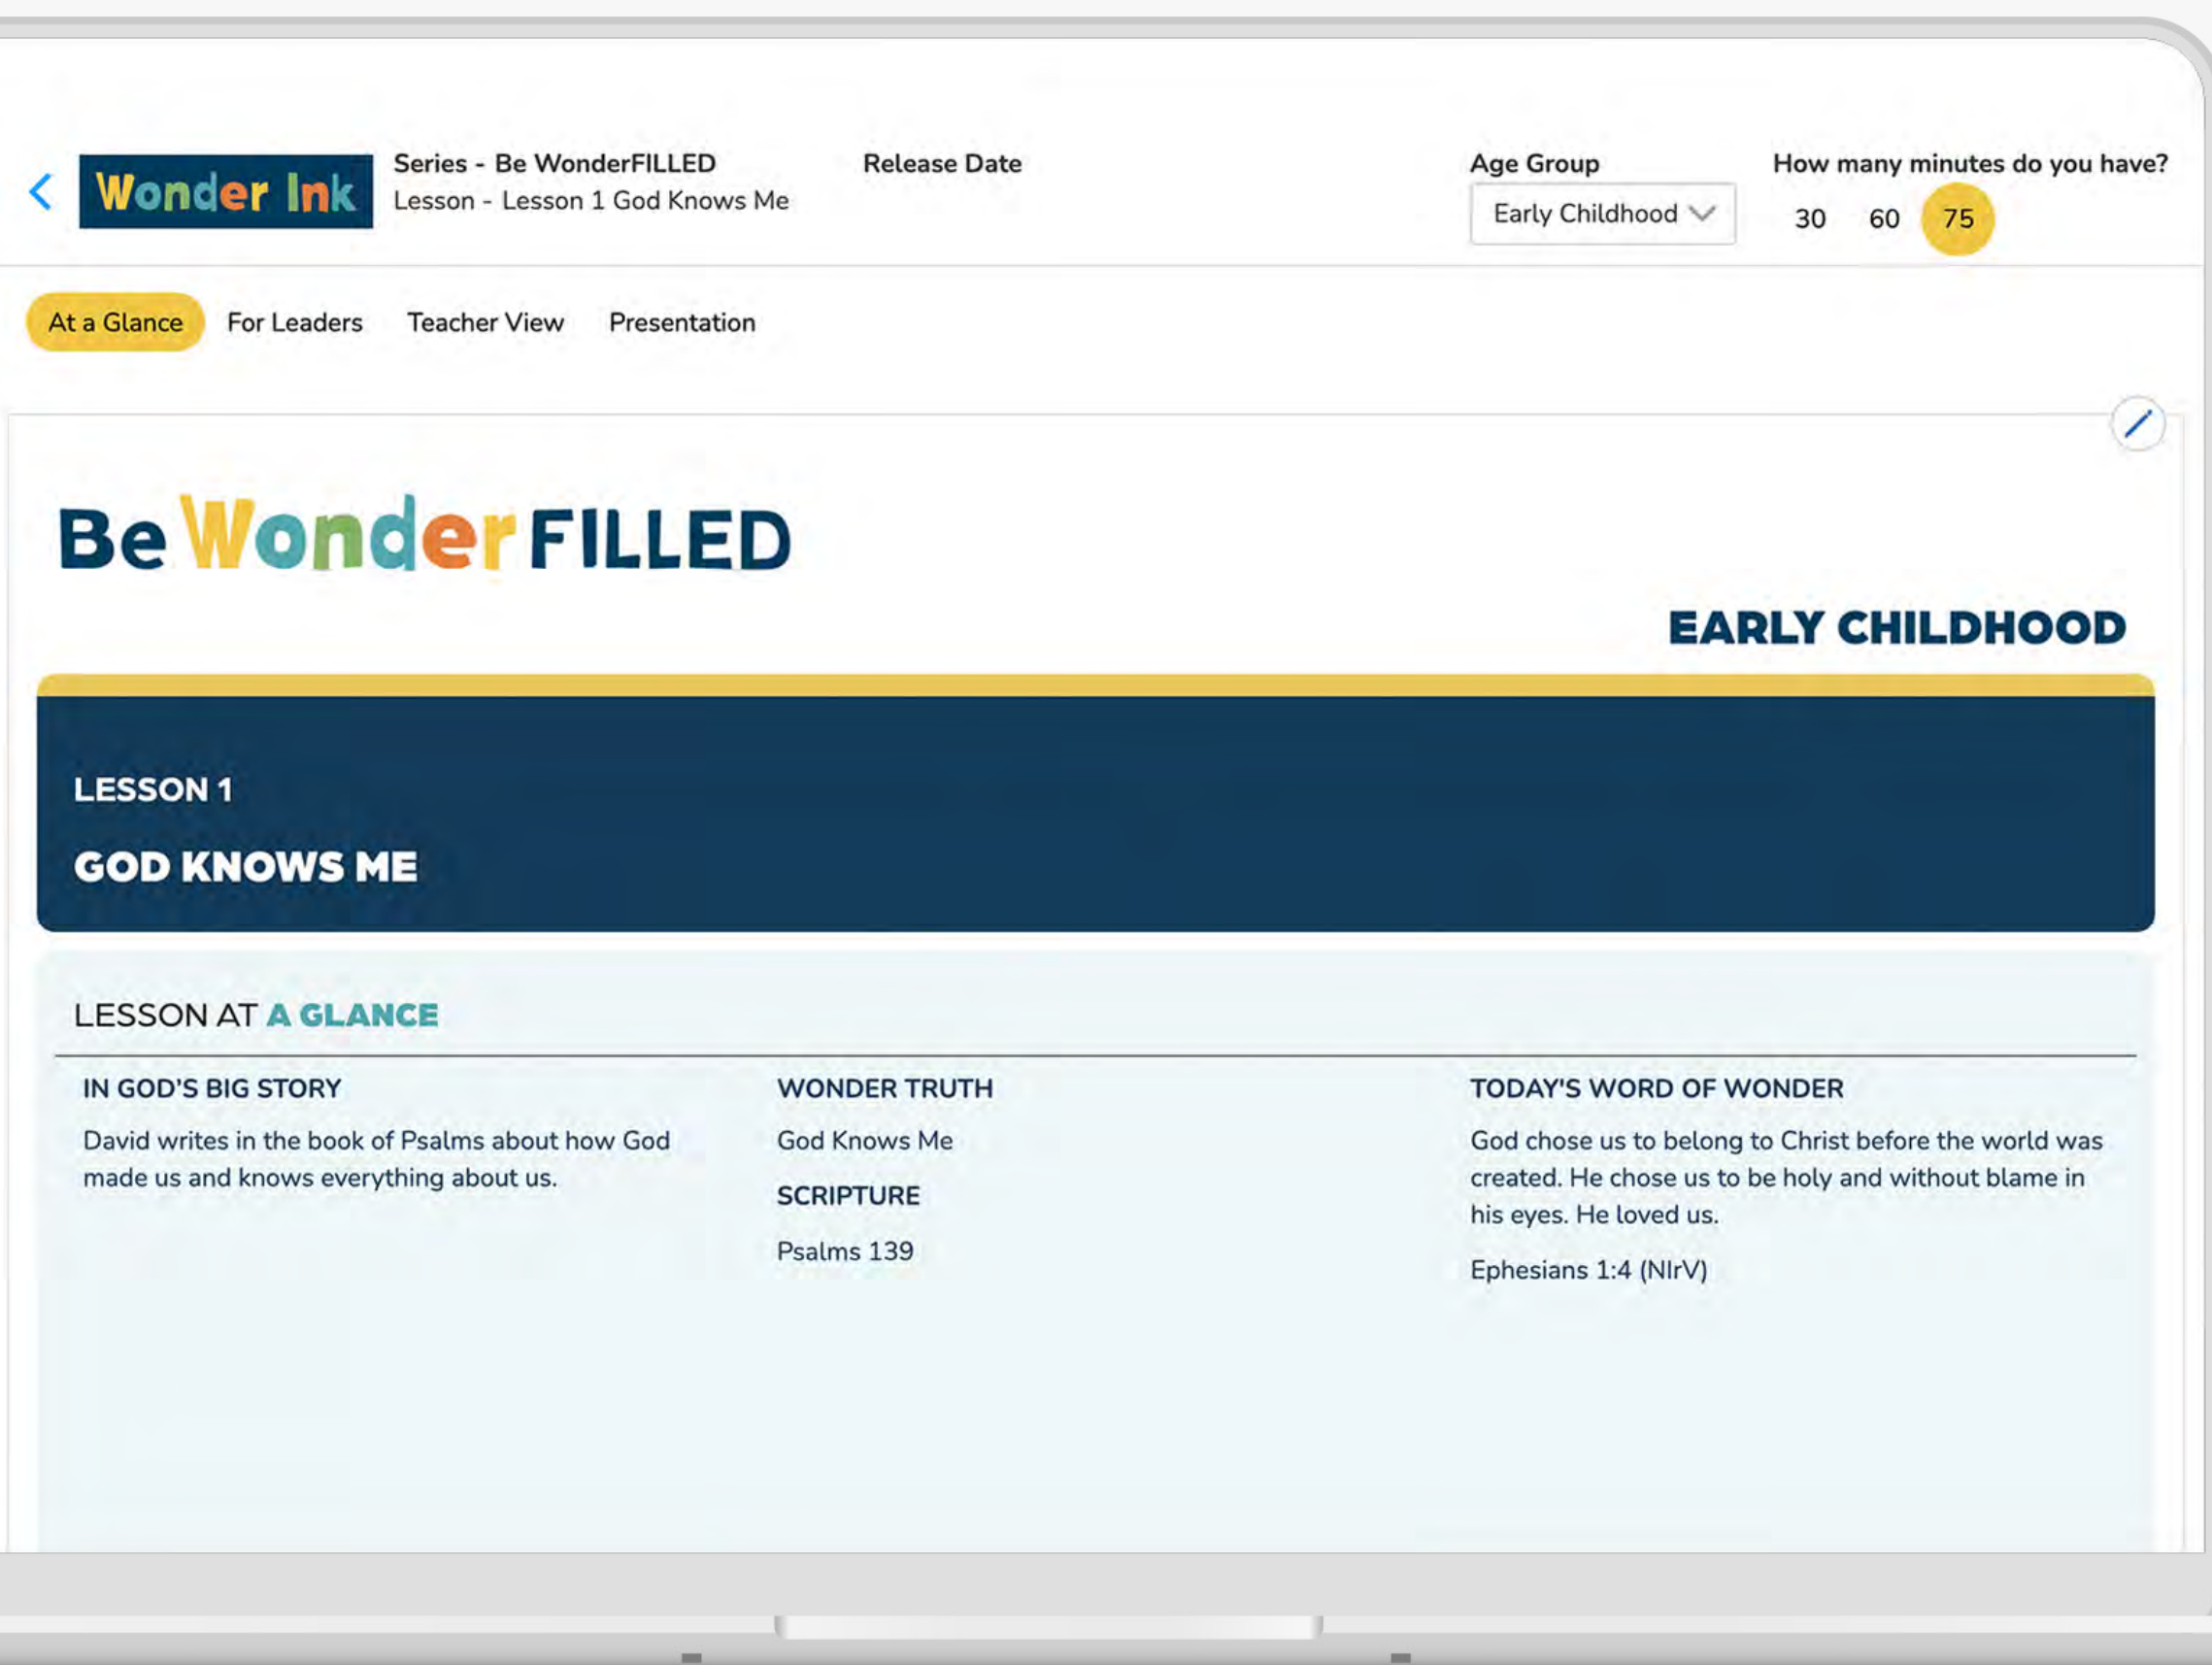 Wonder Ink
Series - Be WonderFILLED
Lesson - Lesson 1 God Knows Me
Release Date
Age Group
Early Childhood
How many minutes do you have?
30 60 75
At a Glance For Leaders Teacher View Presentation
Be Wonder FILLED
EARLY CHILDHOOD
LESSON 1
GOD KNOWS ME
LESSON AT A GLANCE
IN GOD'S BIG STORY
David writes in the book of Psalms about how God
made us and knows everything about us.
WONDER TRUTH
God Knows Me
SCRIPTURE
Psalms 139
TODAY'S WORD OF WONDER
God chose us to belong to Christ before the world was
created. He chose us to be holy and without blame in
his eyes. He loved us.
Ephesians 1:4 (NIrV)